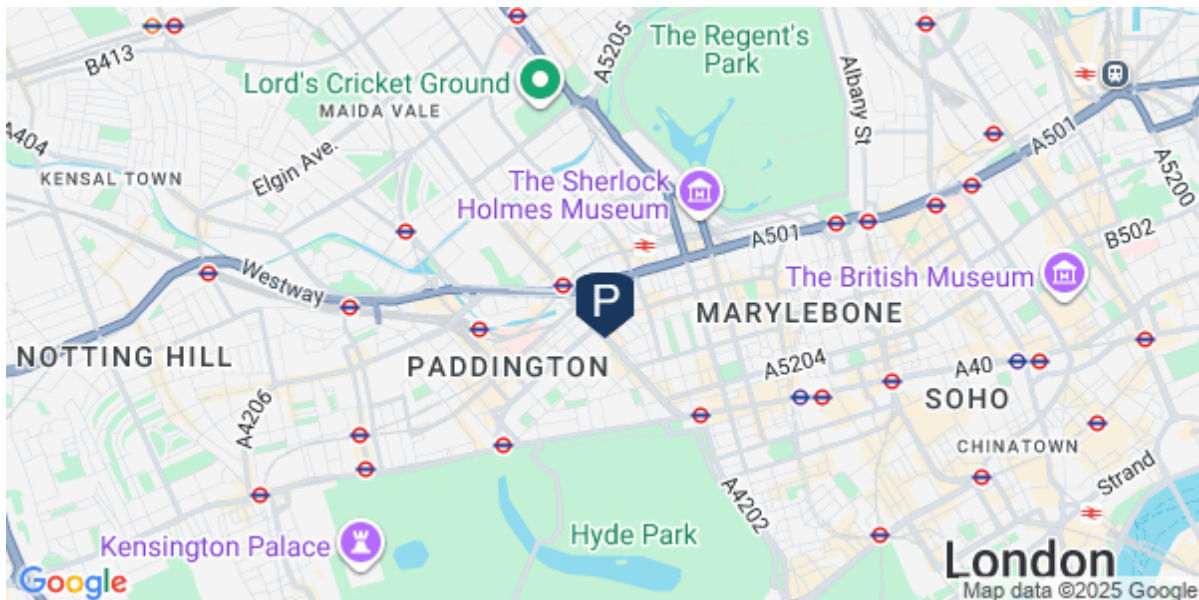 B413
Lord's Cricket Ground
MAIDA VALE
A5205
The Regent's
Park
Albany St
A501
A5200
A404
KENSAL TOWN
Elgin Ave.
The Sherlock
Holmes Museum
A501
B502
Westway
The British Museum
P
MARYLEBONE
NOTTING HILL
PADDINGTON
A5204
A40
SOHO
A4206
CHINATOWN
Strand
A4202
Kensington Palace
Hyde Park
London
Google
Map data ©2025 Google